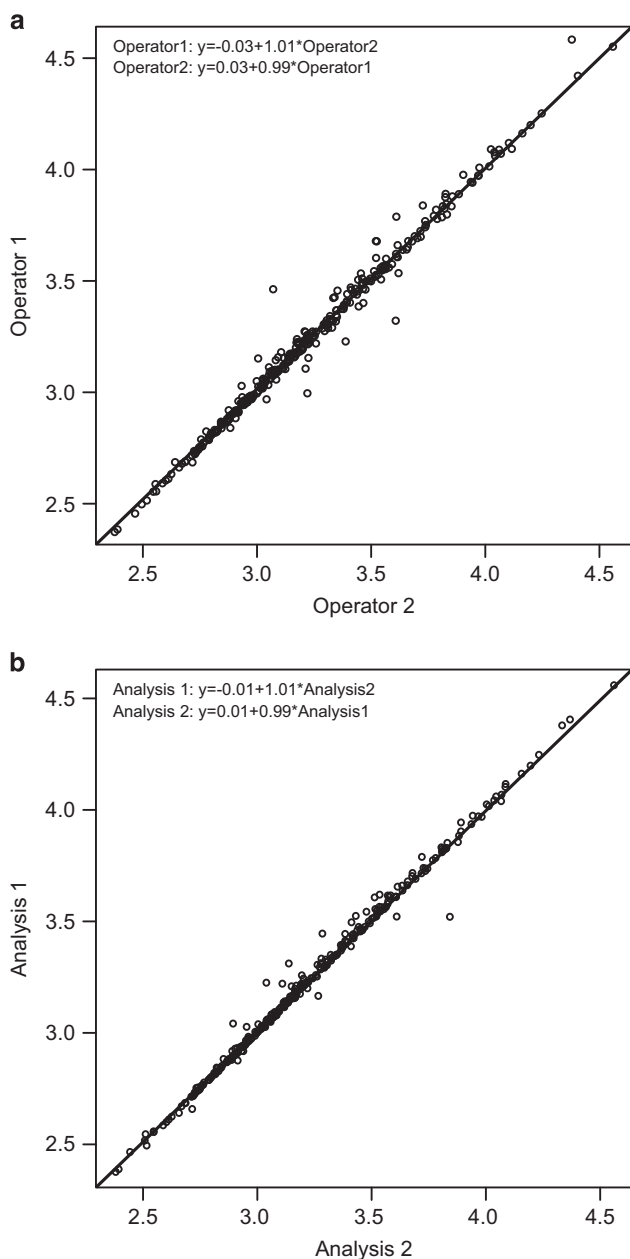 a
Operator1: y=-0.03+1.01*Operator2
Operator2: y=0.03+0.99*Operator1
4.5
4.0
3.5
3.0
2.5
Operator 1
2.5 3.0 3.5 4.0 4.5
Operator 2
b
Analysis 1: y=-0.01+1.01*Analysis2
Analysis 2: y=0.01+0.99*Analysis1
4.5
4.0
3.5
3.0
2.5
Analysis 1
2.5 3.0 3.5 4.0 4.5
Analysis 2